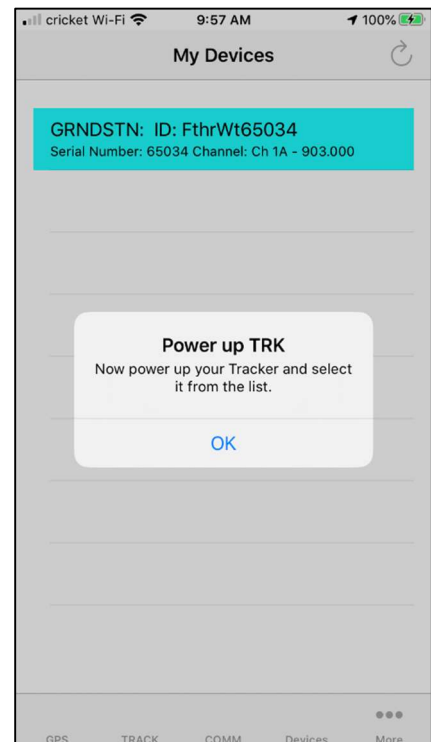 cricket Wi-Fi 9:57 AM 100%
My Devices
GRNDSTN: ID: FthrWt65034
Serial Number: 65034 Channel: Ch 1A - 903.000
Power up TRK
Now power up your Tracker and select
it from the list.
OK
GPS TRACK COMM Devices More